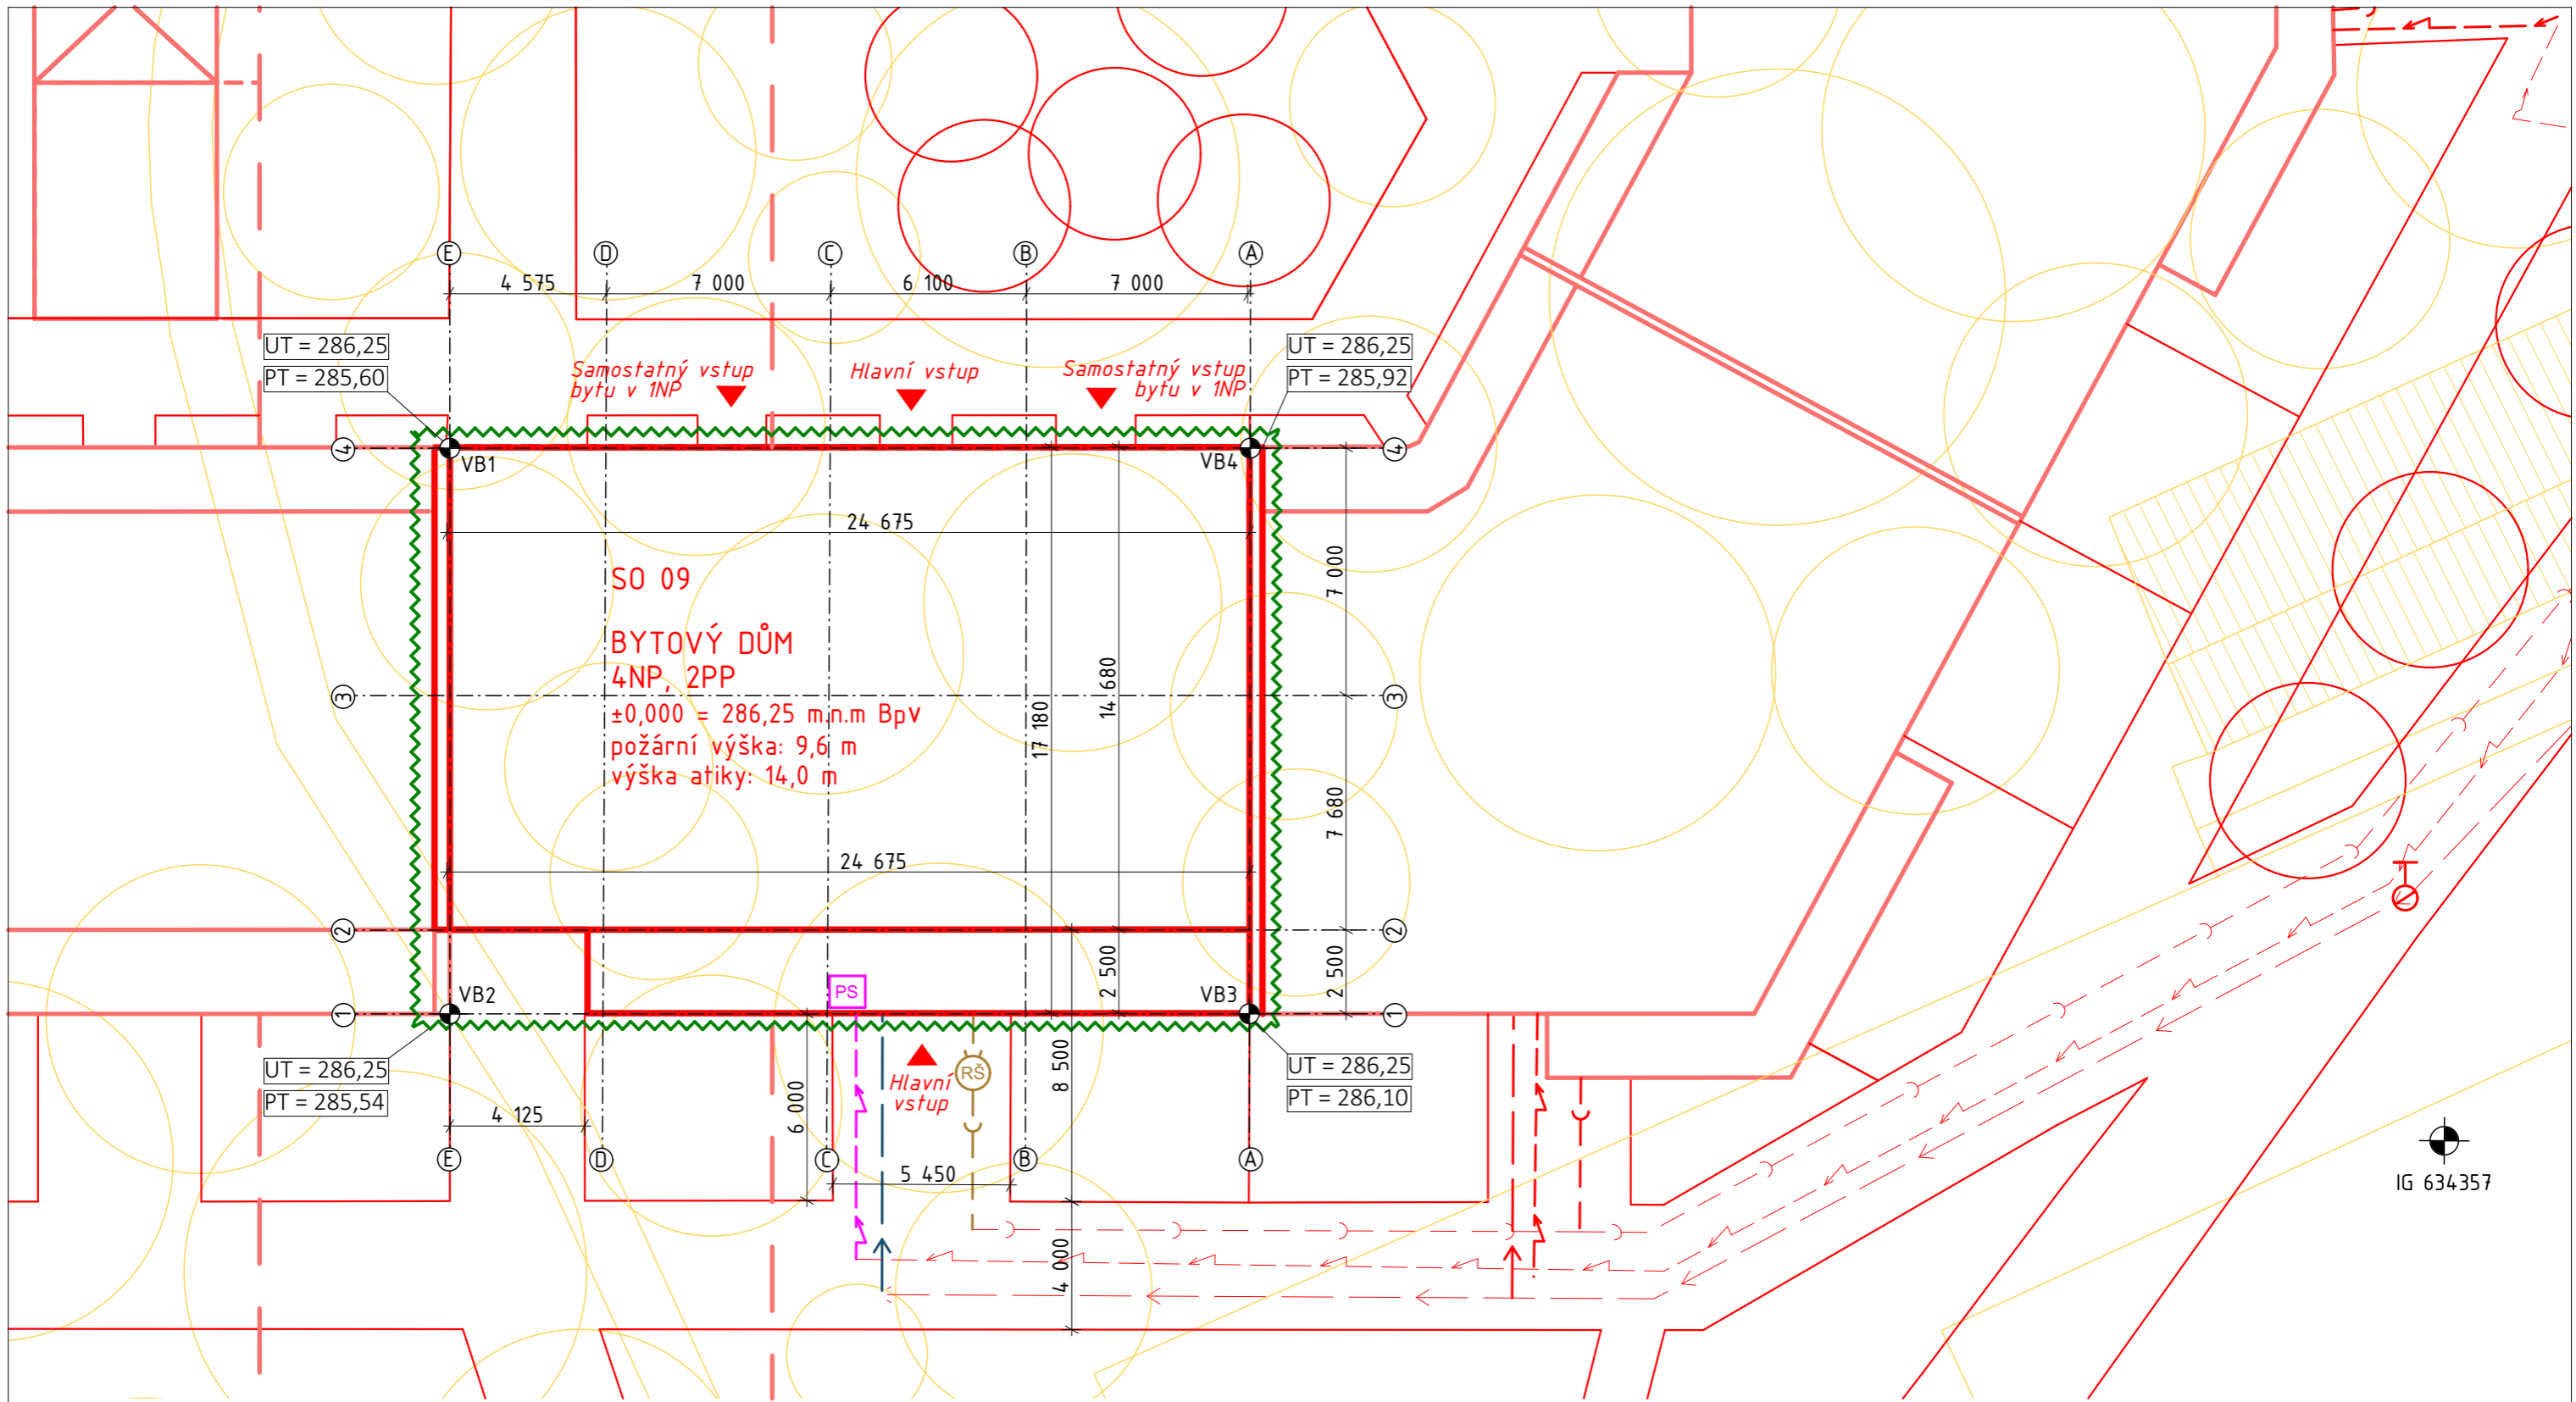 E D C B A
4 575 7 000 6 100 7 000
UT = 286,25
PT = 285,60
Samostatný vstup
bytu v 1NP
Hlavní vstup
Samostatný vstup
bytu v 1NP
UT = 286,25
PT = 285,92
4
VB1
VB4
4
24 675
SO 09
7 000
BYTOVÝ DŮM
4NP, 2PP
±0,000 = 286,25 m.n.m Bpv
požární výška: 9,6 m
výška atiky: 14,0 m
3
17 180
14 680
3
7 680
24 675
2
2
2 500
2 500
PS
VB2
VB3
1
1
UT = 286,25
PT = 285,54
Hlavní
vstup
RŠ
8 500
UT = 286,25
PT = 286,10
4 125
6 000
E D C B A
5 450
4 000
IG 634357